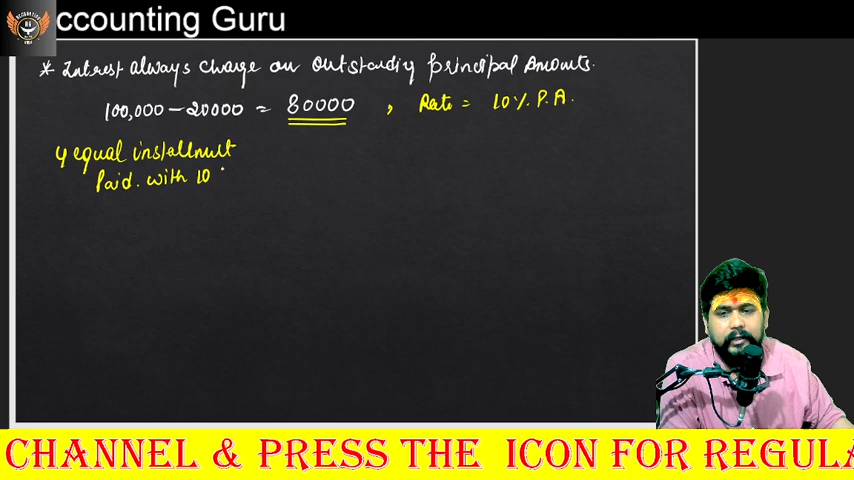 ccounting Guru
* Interest always charge on outstanding principal Amounts.
100,000 - 20000 = 80000 , Rate = 10% P.A.
4 equal installment
Paid. with 10
CHANNEL & PRESS THE ICON FOR REGULA